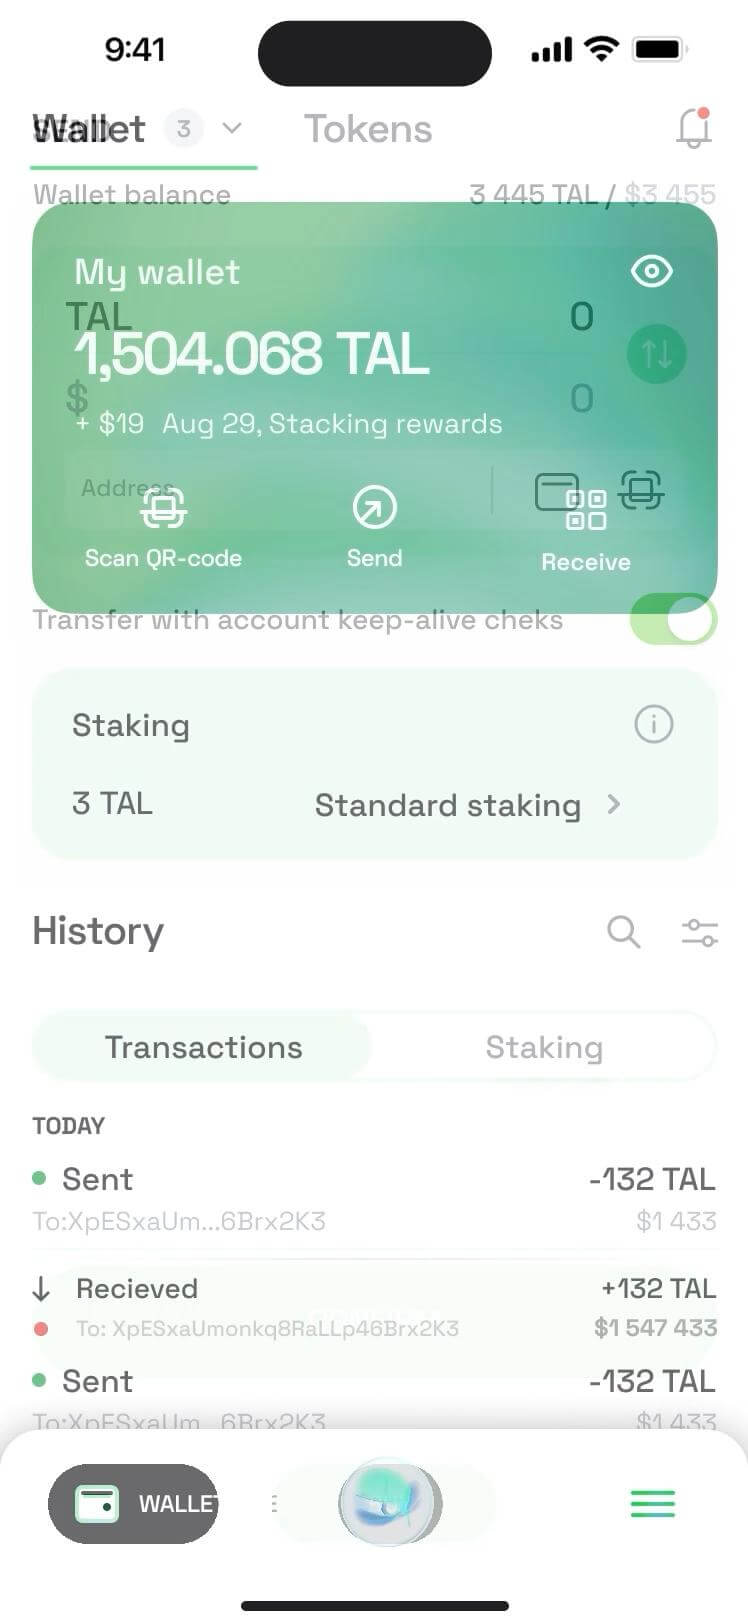 9:41
Wallet 3 Tokens
Wallet balance 3 445 TAL / $3 455
My wallet
TAL 0
1,504.068 TAL
$ 0
+ $19 Aug 29, Stacking rewards
Address
Scan QR-code Send Receive
Transfer with account keep-alive cheks
Staking
3 TAL Standard staking
History
Transactions Staking
TODAY
Sent -132 TAL
To:XpESxaUm...6Brx2K3 $1 433
Recieved +132 TAL
To: XpESxaUmonkq8RaLLp46Brx2K3 $1 547 433
Sent -132 TAL
To:XpESxaUm...6Brx2K3 $1 433
WALLET